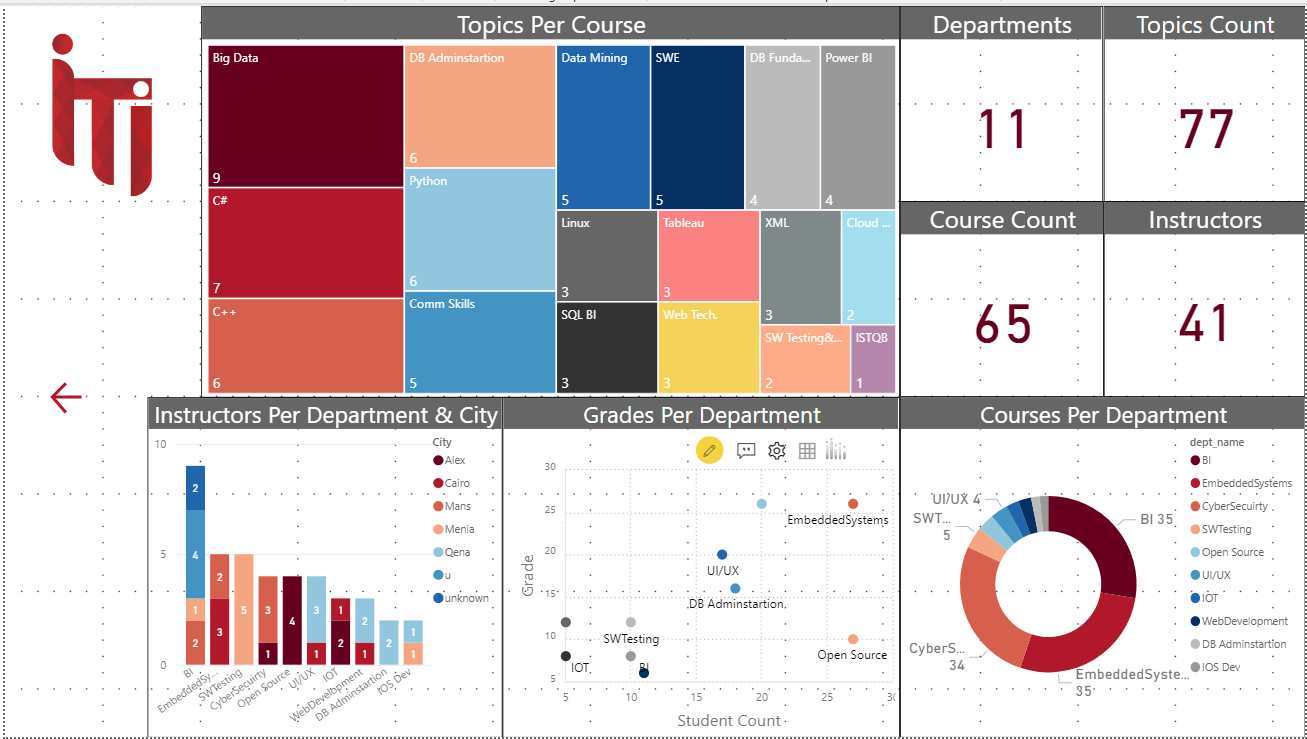 Topics Per Course
Departments
Topics Count
Big Data
9
C#
7
C++
6
DB Adminstartion
6
Python
6
Comm Skills
5
Data Mining
5
SWE
5
DB Funda...
4
Power BI
4
Linux
3
Tableau
3
XML
3
Cloud ...
2
SQL BI
3
Web Tech.
3
SW Testing&...
2
ISTQB
1
11
77
Course Count
Instructors
65
41
Instructors Per Department & City
10
5
0
2
1
4
2
3
2
5
1
3
4
1
3
2
1
1
2
2
1
1
BI
EmbeddedSy...
SWTesting
CyberSecuirty
Open Source
UI/UX
IOT
WebDevelopment
DB Adminstartion
IOS Dev
City
Alex
Cairo
Mans
Menia
Qena
u
unknown
Grades Per Department
Grade
30
25
20
15
10
5
EmbeddedSystems
UI/UX
DB Adminstartion
SWTesting
Open Source
IOT
BI
5
10
15
20
25
Student Count
Courses Per Department
UI/UX 4
SWT...
5
BI 35
CyberS...
34
EmbeddedSyste...
35
dept_name
BI
EmbeddedSystems
CyberSecuirty
SWTesting
Open Source
UI/UX
IOT
WebDevelopment
DB Adminstartion
IOS Dev